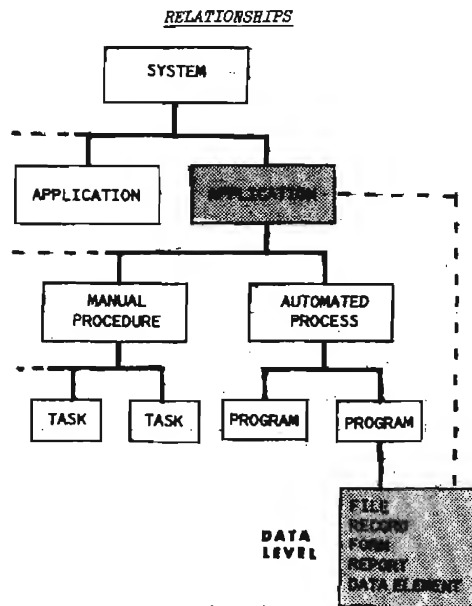 RELATIONSHIPS
SYSTEM
APPLICATION
APPLICATION
MANUAL
PROCEDURE
AUTOMATED
PROCESS
TASK
TASK
PROGRAM
PROGRAM
DATA
LEVEL
FILE
RECORD
FORM
REPORT
DATA ELEMENT